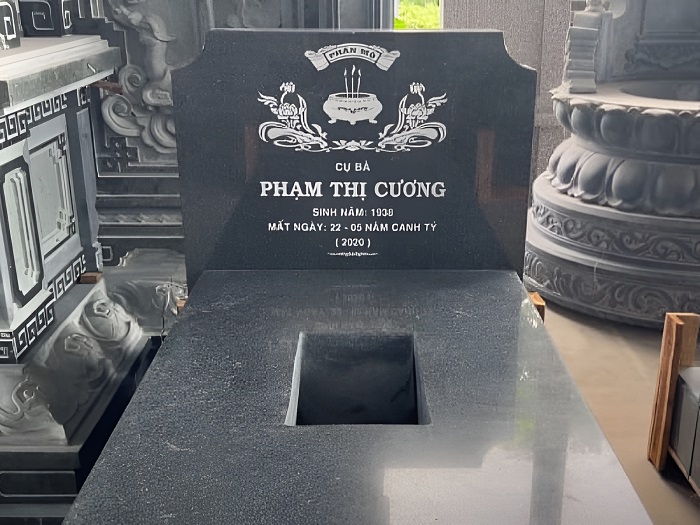 PHẦN MỘ
CỤ BÀ
PHẠM THỊ CƯƠNG
SINH NĂM: 1938
MẤT NGÀY: 22 - 05 NĂM CANH TÝ
( 2020 )